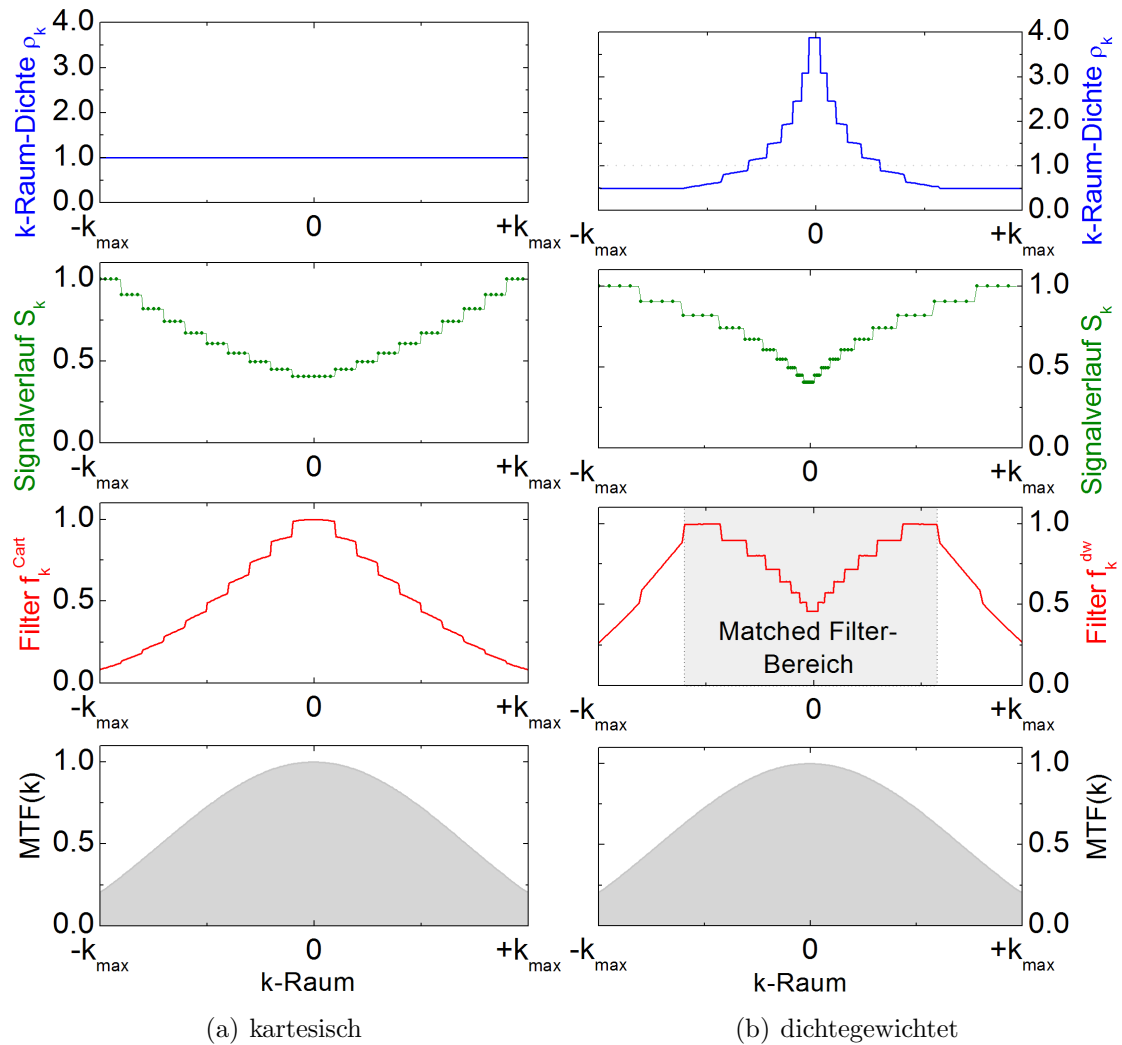 k-Raum-Dichte ρk
4.0
3.0
2.0
1.0
0.0
-kmax
0
+kmax
Signalverlauf Sk
1.0
0.5
0.0
-kmax
0
+kmax
Filter fkCart
1.0
0.5
0.0
-kmax
0
+kmax
MTF(k)
1.0
0.5
0.0
-kmax
0
+kmax
k-Raum
(a) kartesisch
4.0
3.0
2.0
1.0
0.0
k-Raum-Dichte ρk
-kmax
0
+kmax
1.0
0.5
0.0
Signalverlauf Sk
-kmax
0
+kmax
Matched Filter-
Bereich
1.0
0.5
0.0
Filter fkdw
-kmax
0
+kmax
1.0
0.5
0.0
MTF(k)
-kmax
0
+kmax
k-Raum
(b) dichtegewichtet